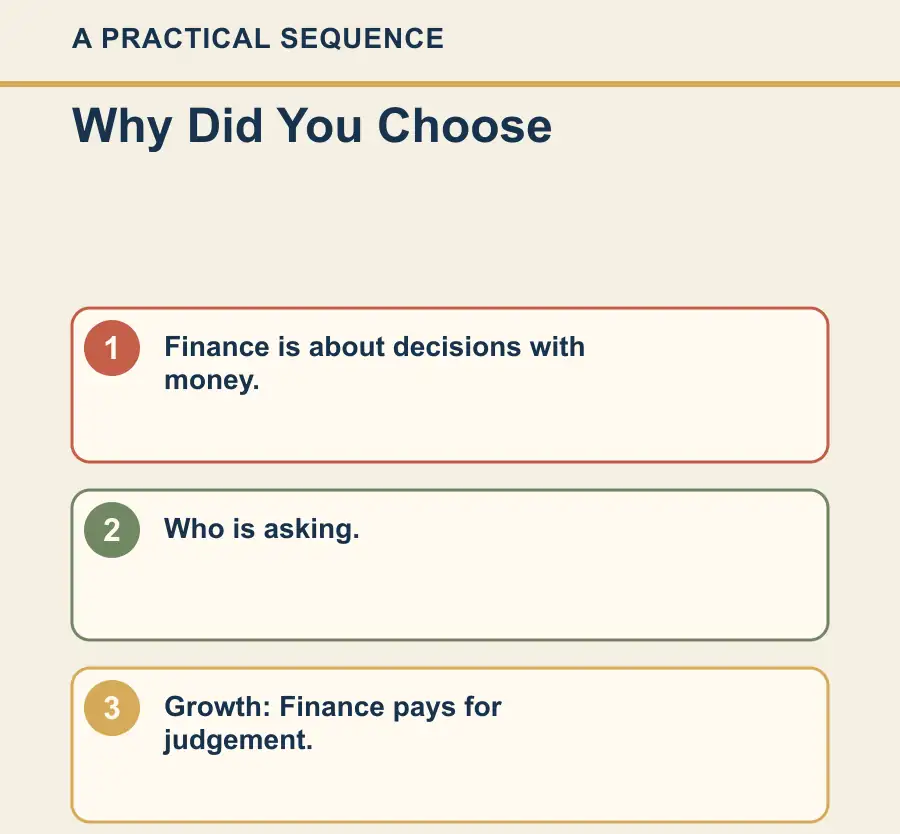 A PRACTICAL SEQUENCE
Why Did You Choose
1
Finance is about decisions with
money.
2
Who is asking.
3
Growth: Finance pays for
judgement.